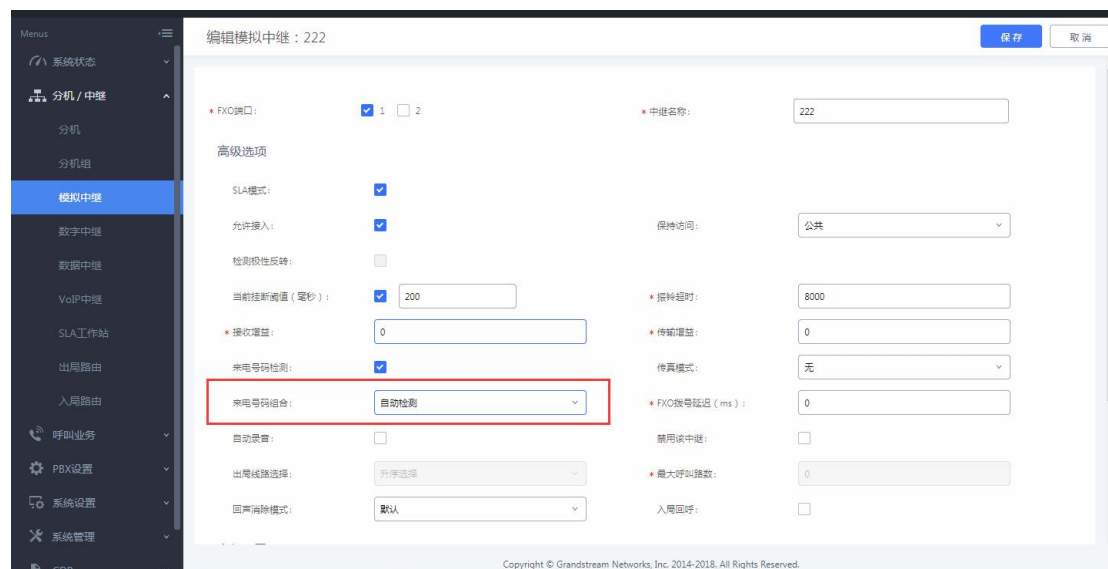 Menus
系统状态
分机/中继
分机
分机组
模拟中继
数字中继
数据中继
VoIP中继
SLA工作站
出局路由
入局路由
呼叫业务
PBX设置
系统设置
系统管理
编辑模拟中继:222
保存 取消
* FXO端口: 1 2 * 中继名称: 222
高级选项
SLA模式:
允许接入: 保持访问: 公共
检测极性反转:
当前挂断阈值(毫秒): 200 * 振铃超时: 8000
* 接收增益: 0 * 传输增益: 0
来电号码检测: 传真模式: 无
来电号码组合: 自动检测 * FXO拨号延迟(ms): 0
自动录音: 禁用该中继:
出局线路选择: 升序选择 * 最大呼叫路数: 0
回声消除模式: 默认 入局回呼:
Copyright © Grandstream Networks, Inc. 2014-2018. All Rights Reserved.